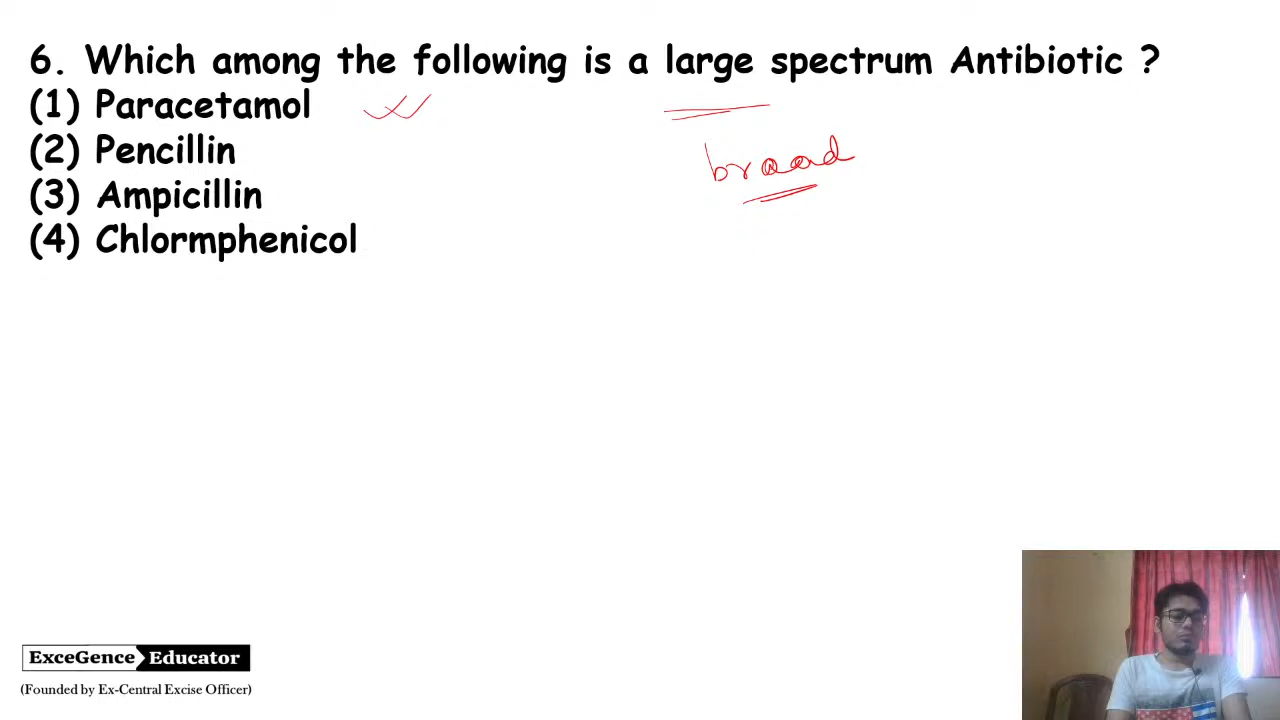 6. Which among the following is a large spectrum Antibiotic ?
(1) Paracetamol
(2) Pencillin
broad
(3) Ampicillin
(4) Chlormphenicol
ExceGence Educator
(Founded by Ex-Central Excise Officer)